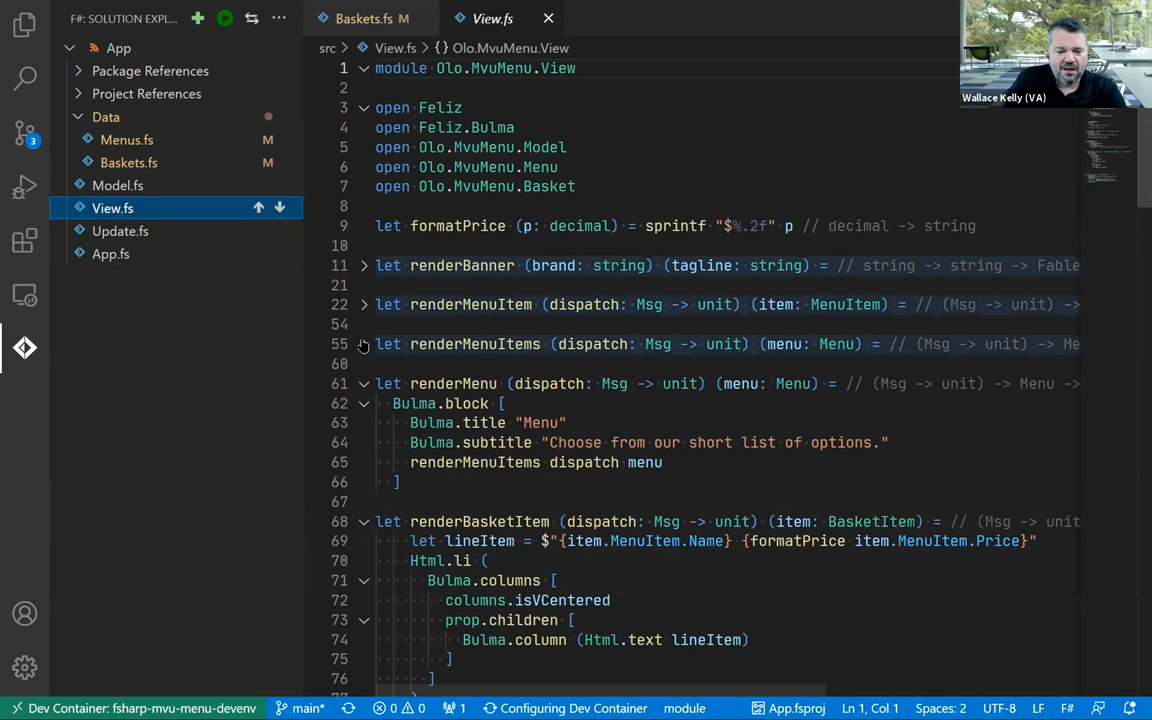 F#: SOLUTION EXPL...
Baskets.fs M
View.fs
App
src > View.fs > {} Olo.MvuMenu.View
Package References
Project References
Data
Menus.fs M
Baskets.fs M
Model.fs
View.fs
Update.fs
App.fs
3
1 module Olo.MvuMenu.View
2
3 open Feliz
4 open Feliz.Bulma
5 open Olo.MvuMenu.Model
6 open Olo.MvuMenu.Menu
7 open Olo.MvuMenu.Basket
8
9 let formatPrice (p: decimal) = sprintf "$%.2f" p // decimal -> string
10
11 let renderBanner (brand: string) (tagline: string) = // string -> string -> Fable
21
22 let renderMenuItem (dispatch: Msg -> unit) (item: MenuItem) = // (Msg -> unit) ->
54
55 let renderMenuItems (dispatch: Msg -> unit) (menu: Menu) = // (Msg -> unit) -> Me
60
61 let renderMenu (dispatch: Msg -> unit) (menu: Menu) = // (Msg -> unit) -> Menu ->
62 Bulma.block [
63 Bulma.title "Menu"
64 Bulma.subtitle "Choose from our short list of options."
65 renderMenuItems dispatch menu
66 ]
67
68 let renderBasketItem (dispatch: Msg -> unit) (item: BasketItem) = // (Msg -> unit
69 let lineItem = $"{item.MenuItem.Name} {formatPrice item.MenuItem.Price}"
70 Html.li (
71 Bulma.columns [
72 columns.isVCentered
73 prop.children [
74 Bulma.column (Html.text lineItem)
75 ]
76 ]
77 )
Wallace Kelly (VA)
Dev Container: fsharp-mvu-menu-devenv main* 0 0 1 Configuring Dev Container module App.fsproj Ln 1, Col 1 Spaces: 2 UTF-8 LF F#